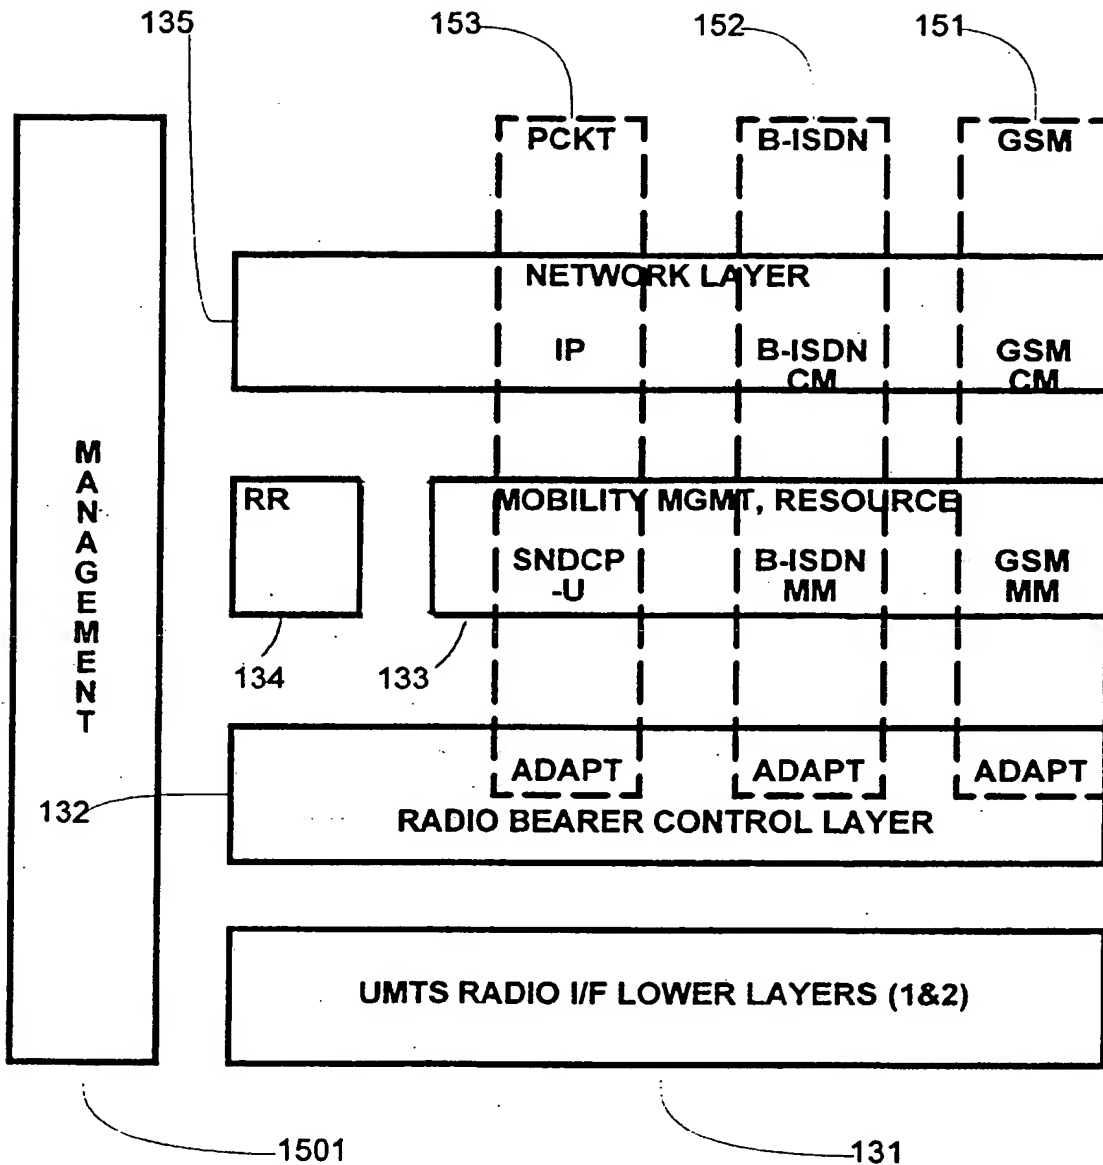 135 153 152 151
PCKT B-ISDN GSM
NETWORK LAYER
IP B-ISDN CM GSM CM
MANAGEMENT
RR
MOBILITY MGMT, RESOURCE
SNDCP-U B-ISDN MM GSM MM
134 133
ADAPT ADAPT ADAPT
132
RADIO BEARER CONTROL LAYER
UMTS RADIO I/F LOWER LAYERS (1&2)
1501 131